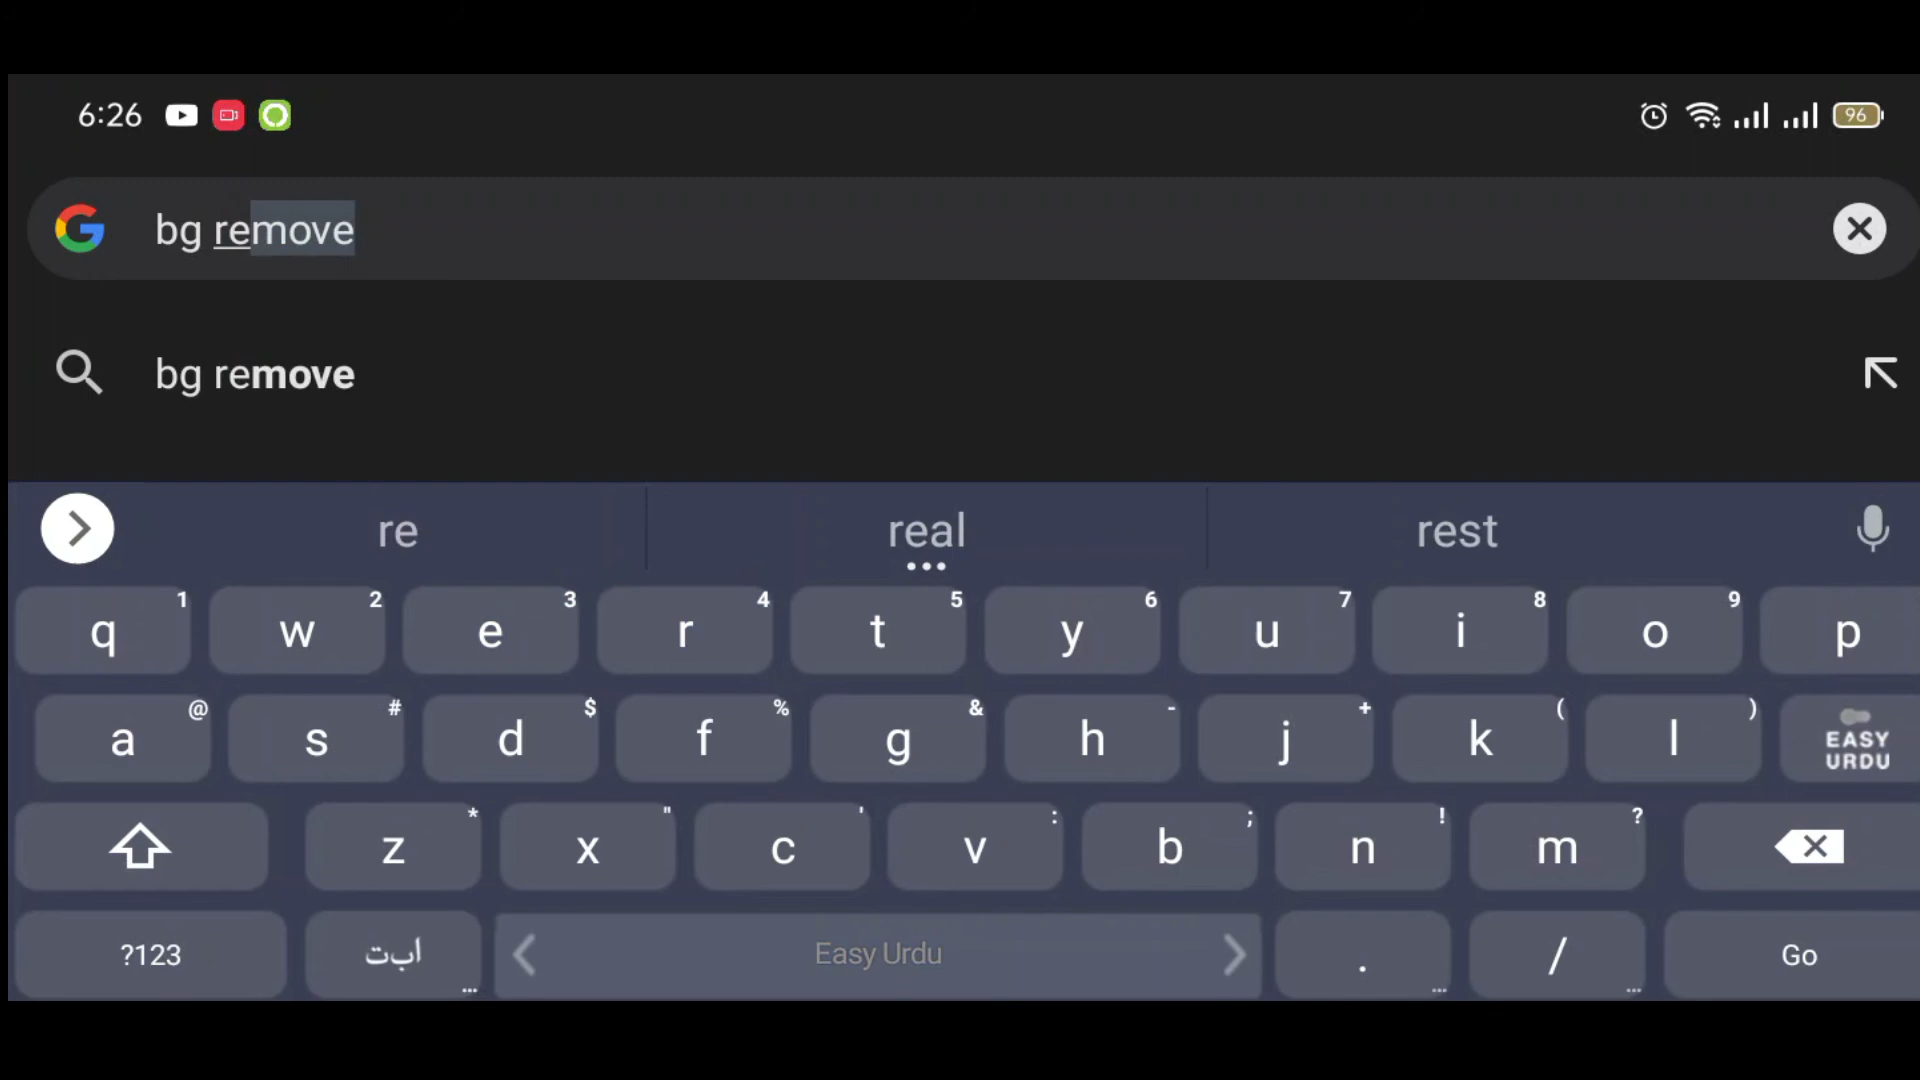 6:26 96
bg remove
bg remove
re real rest
1 2 3 4 5 6 7 8 9
q w e r t y u i o p
@ # $ % & - + ( )
a s d f g h j k l EASY URDU
* " ' : ; ! ?
z x c v b n m
?123 اب‌ت Easy Urdu . / Go